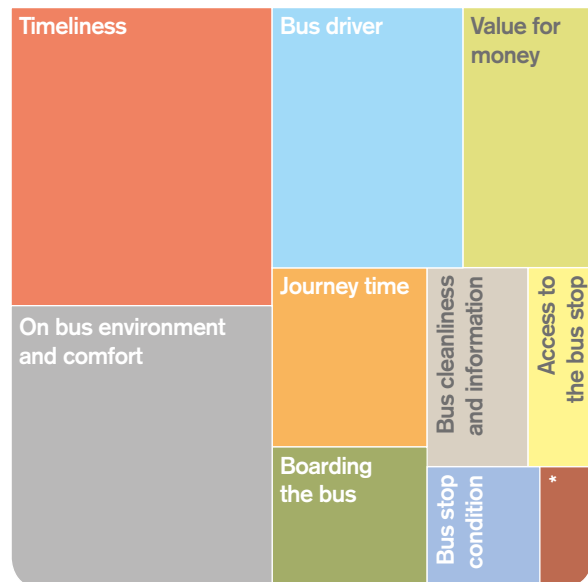 Timeliness
Bus driver
Value for
money
On bus environment
and comfort
Journey time
Bus cleanliness
and information
Access to
the bus stop
Boarding
the bus
Bus stop
condition
*